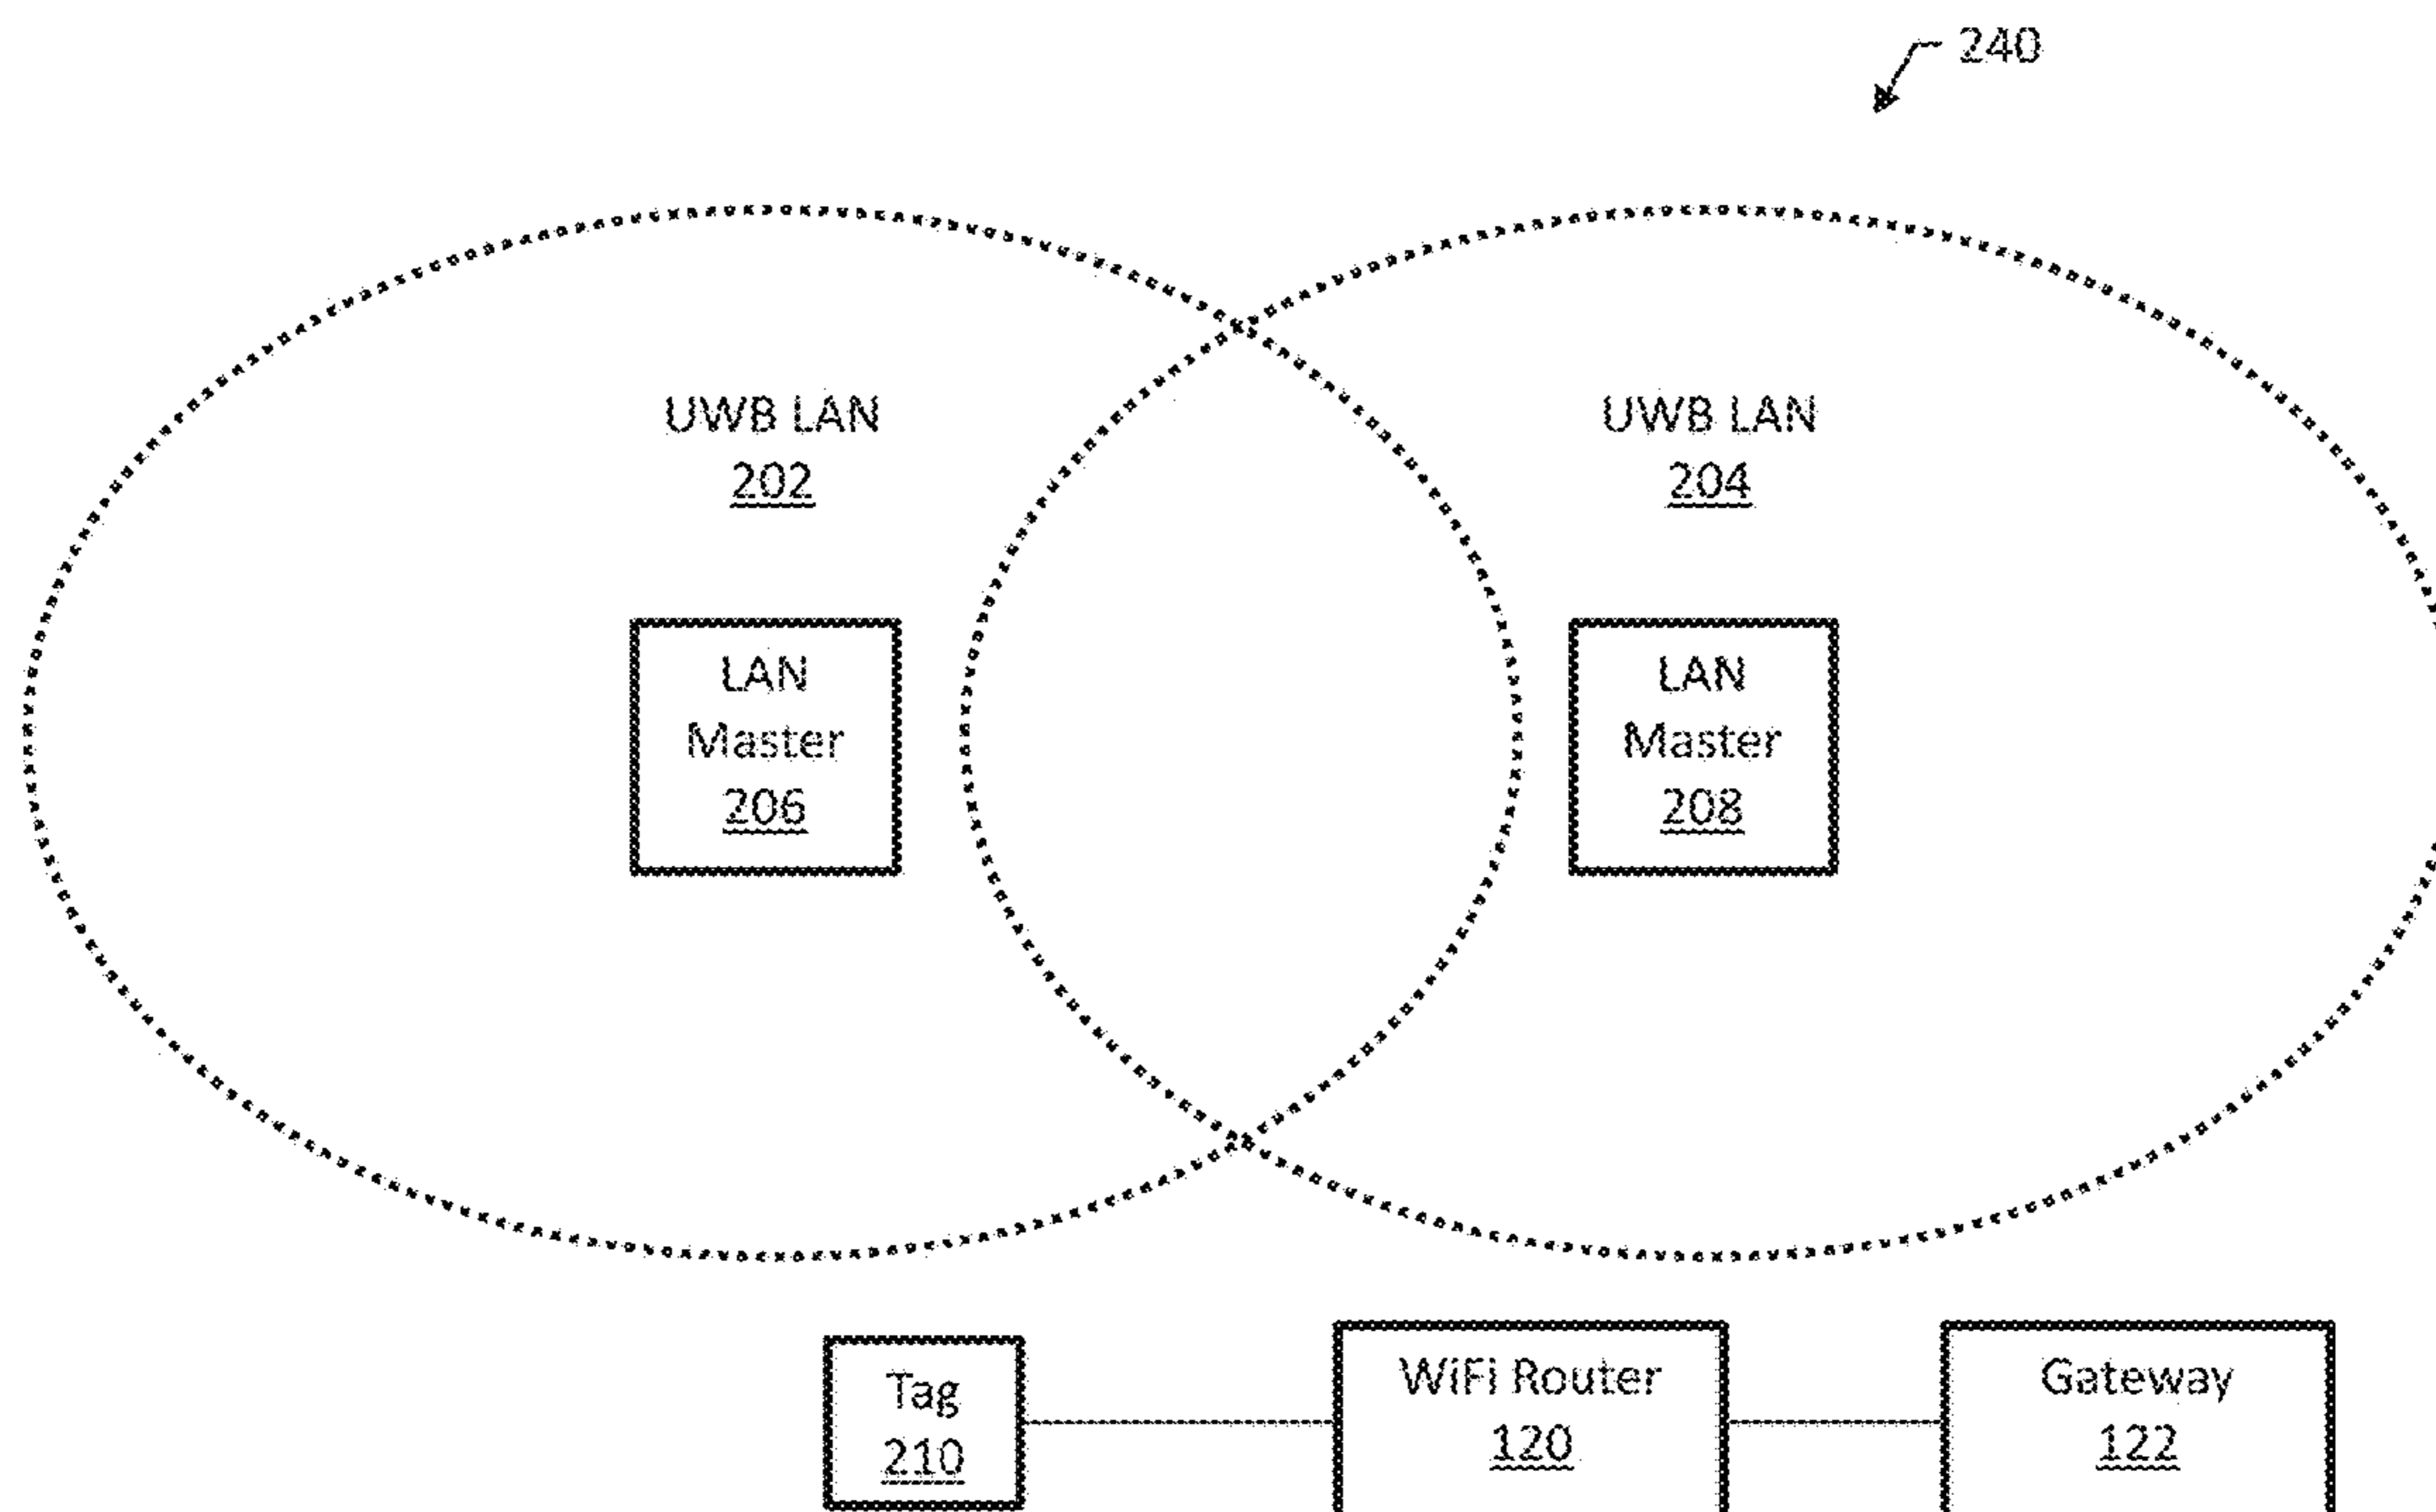 240
UWB LAN
202
UWB LAN
204
LAN
Master
206
LAN
Master
208
Tag
210
WiFi Router
120
Gateway
122